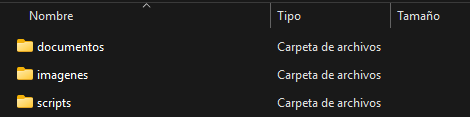 Nombre Tipo Tamaño
documentos Carpeta de archivos
imagenes Carpeta de archivos
scripts Carpeta de archivos